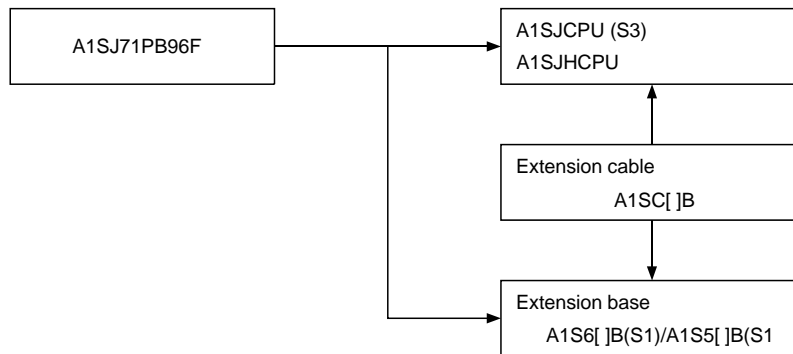 A1SJ71PB96F
A1SJCPU (S3)
A1SJHCPU
Extension cable
A1SC[ ]B
Extension base
A1S6[ ]B(S1)/A1S5[ ]B(S1